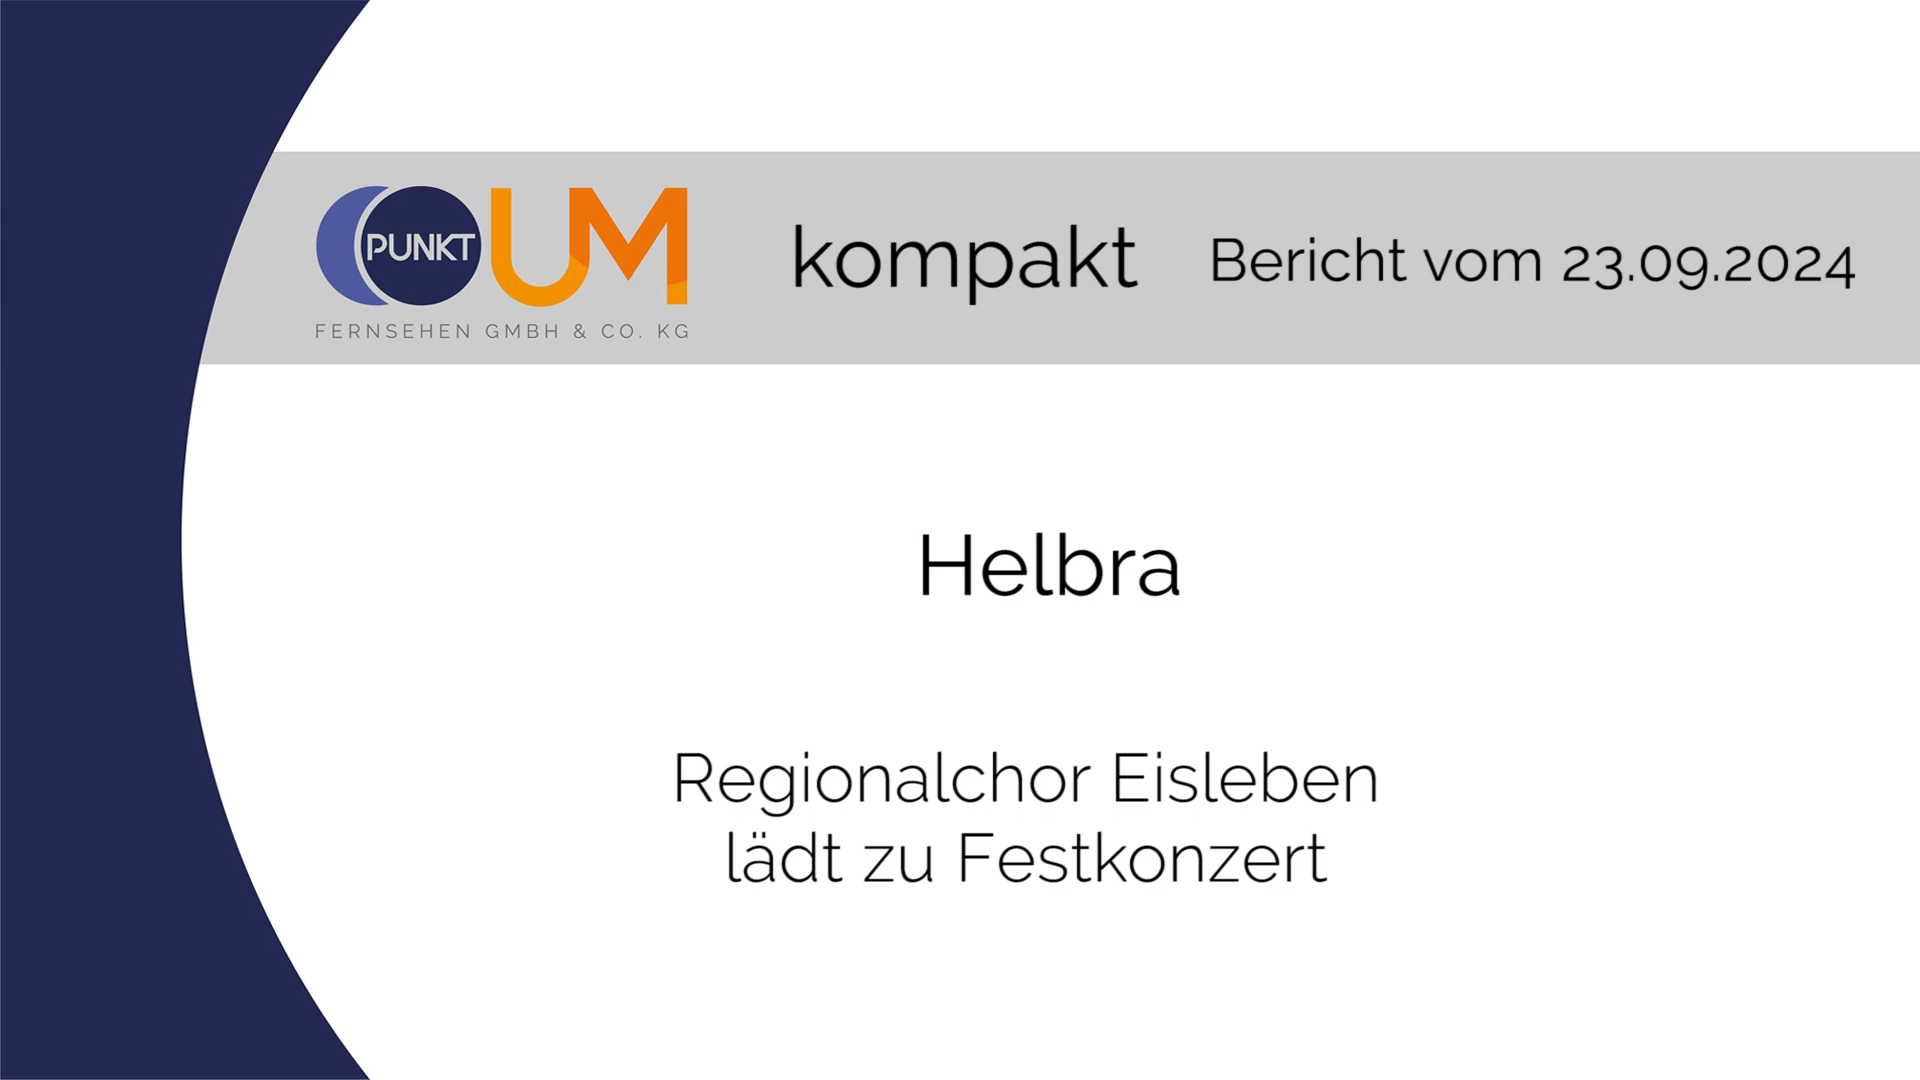 PUNKT UM
FERNSEHEN GMBH & CO. KG
kompakt
Bericht vom 23.09.2024
Helbra
Regionalchor Eisleben
lädt zu Festkonzert